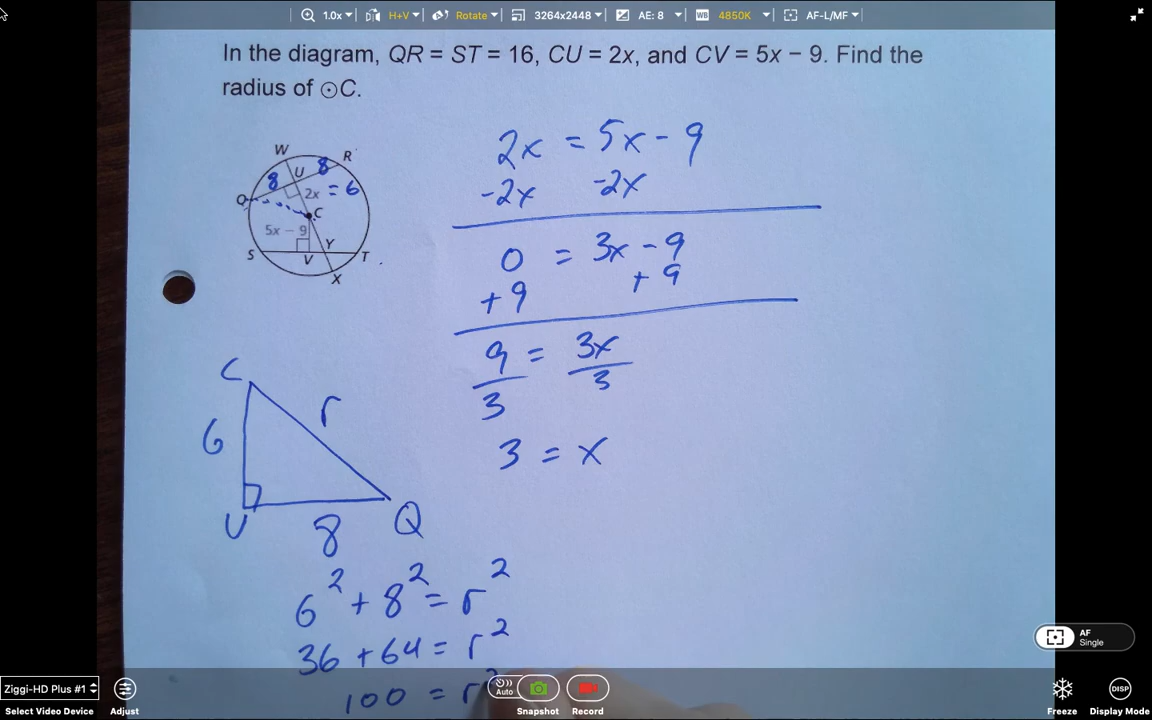 1.0x H+V Rotate 3264x2448 AE: 8 WB 4850K AF-L/MF
In the diagram, QR = ST = 16, CU = 2x, and CV = 5x − 9. Find the
radius of ⊙C.
W
R
8
U
8
Q
2x = 6
C
5x − 9
S
V
Y
T
X
2x = 5x - 9
-2x -2x
0 = 3x - 9
+9 +9
9 = 3x
3 3
3 = x
C
r
6
U
8
Q
6² + 8² = r²
36 + 64 = r²
100 = r²
AF
Single
Ziggi-HD Plus #1
Select Video Device
Adjust
Auto
Snapshot
Record
Freeze
DISP
Display Mode